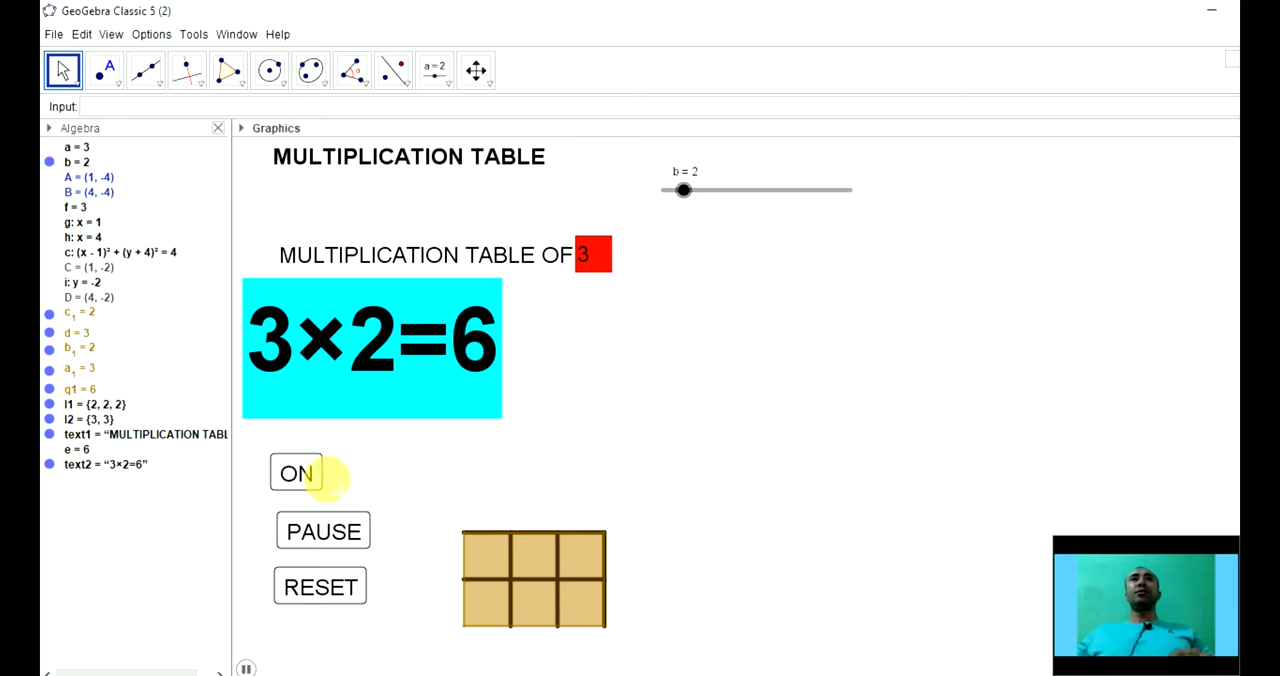 GeoGebra Classic 5 (2)
File Edit View Options Tools Window Help
A
a = 2
Input:
Algebra
Graphics
a = 3
b = 2
A = (1, -4)
B = (4, -4)
f = 3
g: x = 1
h: x = 4
c: (x - 1)² + (y + 4)² = 4
C = (1, -2)
i: y = -2
D = (4, -2)
c₁ = 2
d = 3
b₁ = 2
a₁ = 3
q1 = 6
l1 = {2, 2, 2}
l2 = {3, 3}
text1 = “MULTIPLICATION TABL
e = 6
text2 = “3×2=6”
MULTIPLICATION TABLE
b = 2
MULTIPLICATION TABLE OF 3
3×2=6
ON
PAUSE
RESET